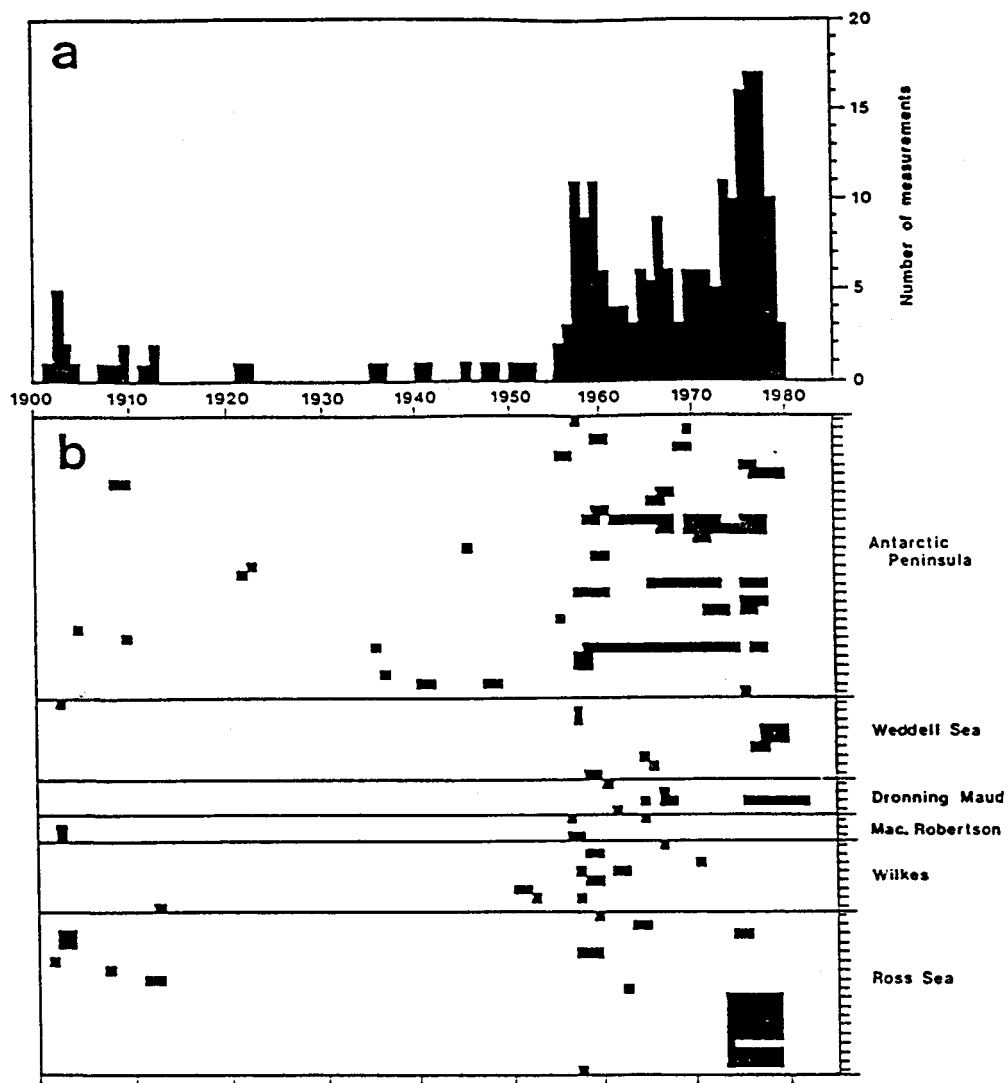 a
20
15
10
5
0
Number of measurements
1900 1910 1920 1930 1940 1950 1960 1970 1980
b
Antarctic
Peninsula
Weddell Sea
Dronning Maud
Mac. Robertson
Wilkes
Ross Sea